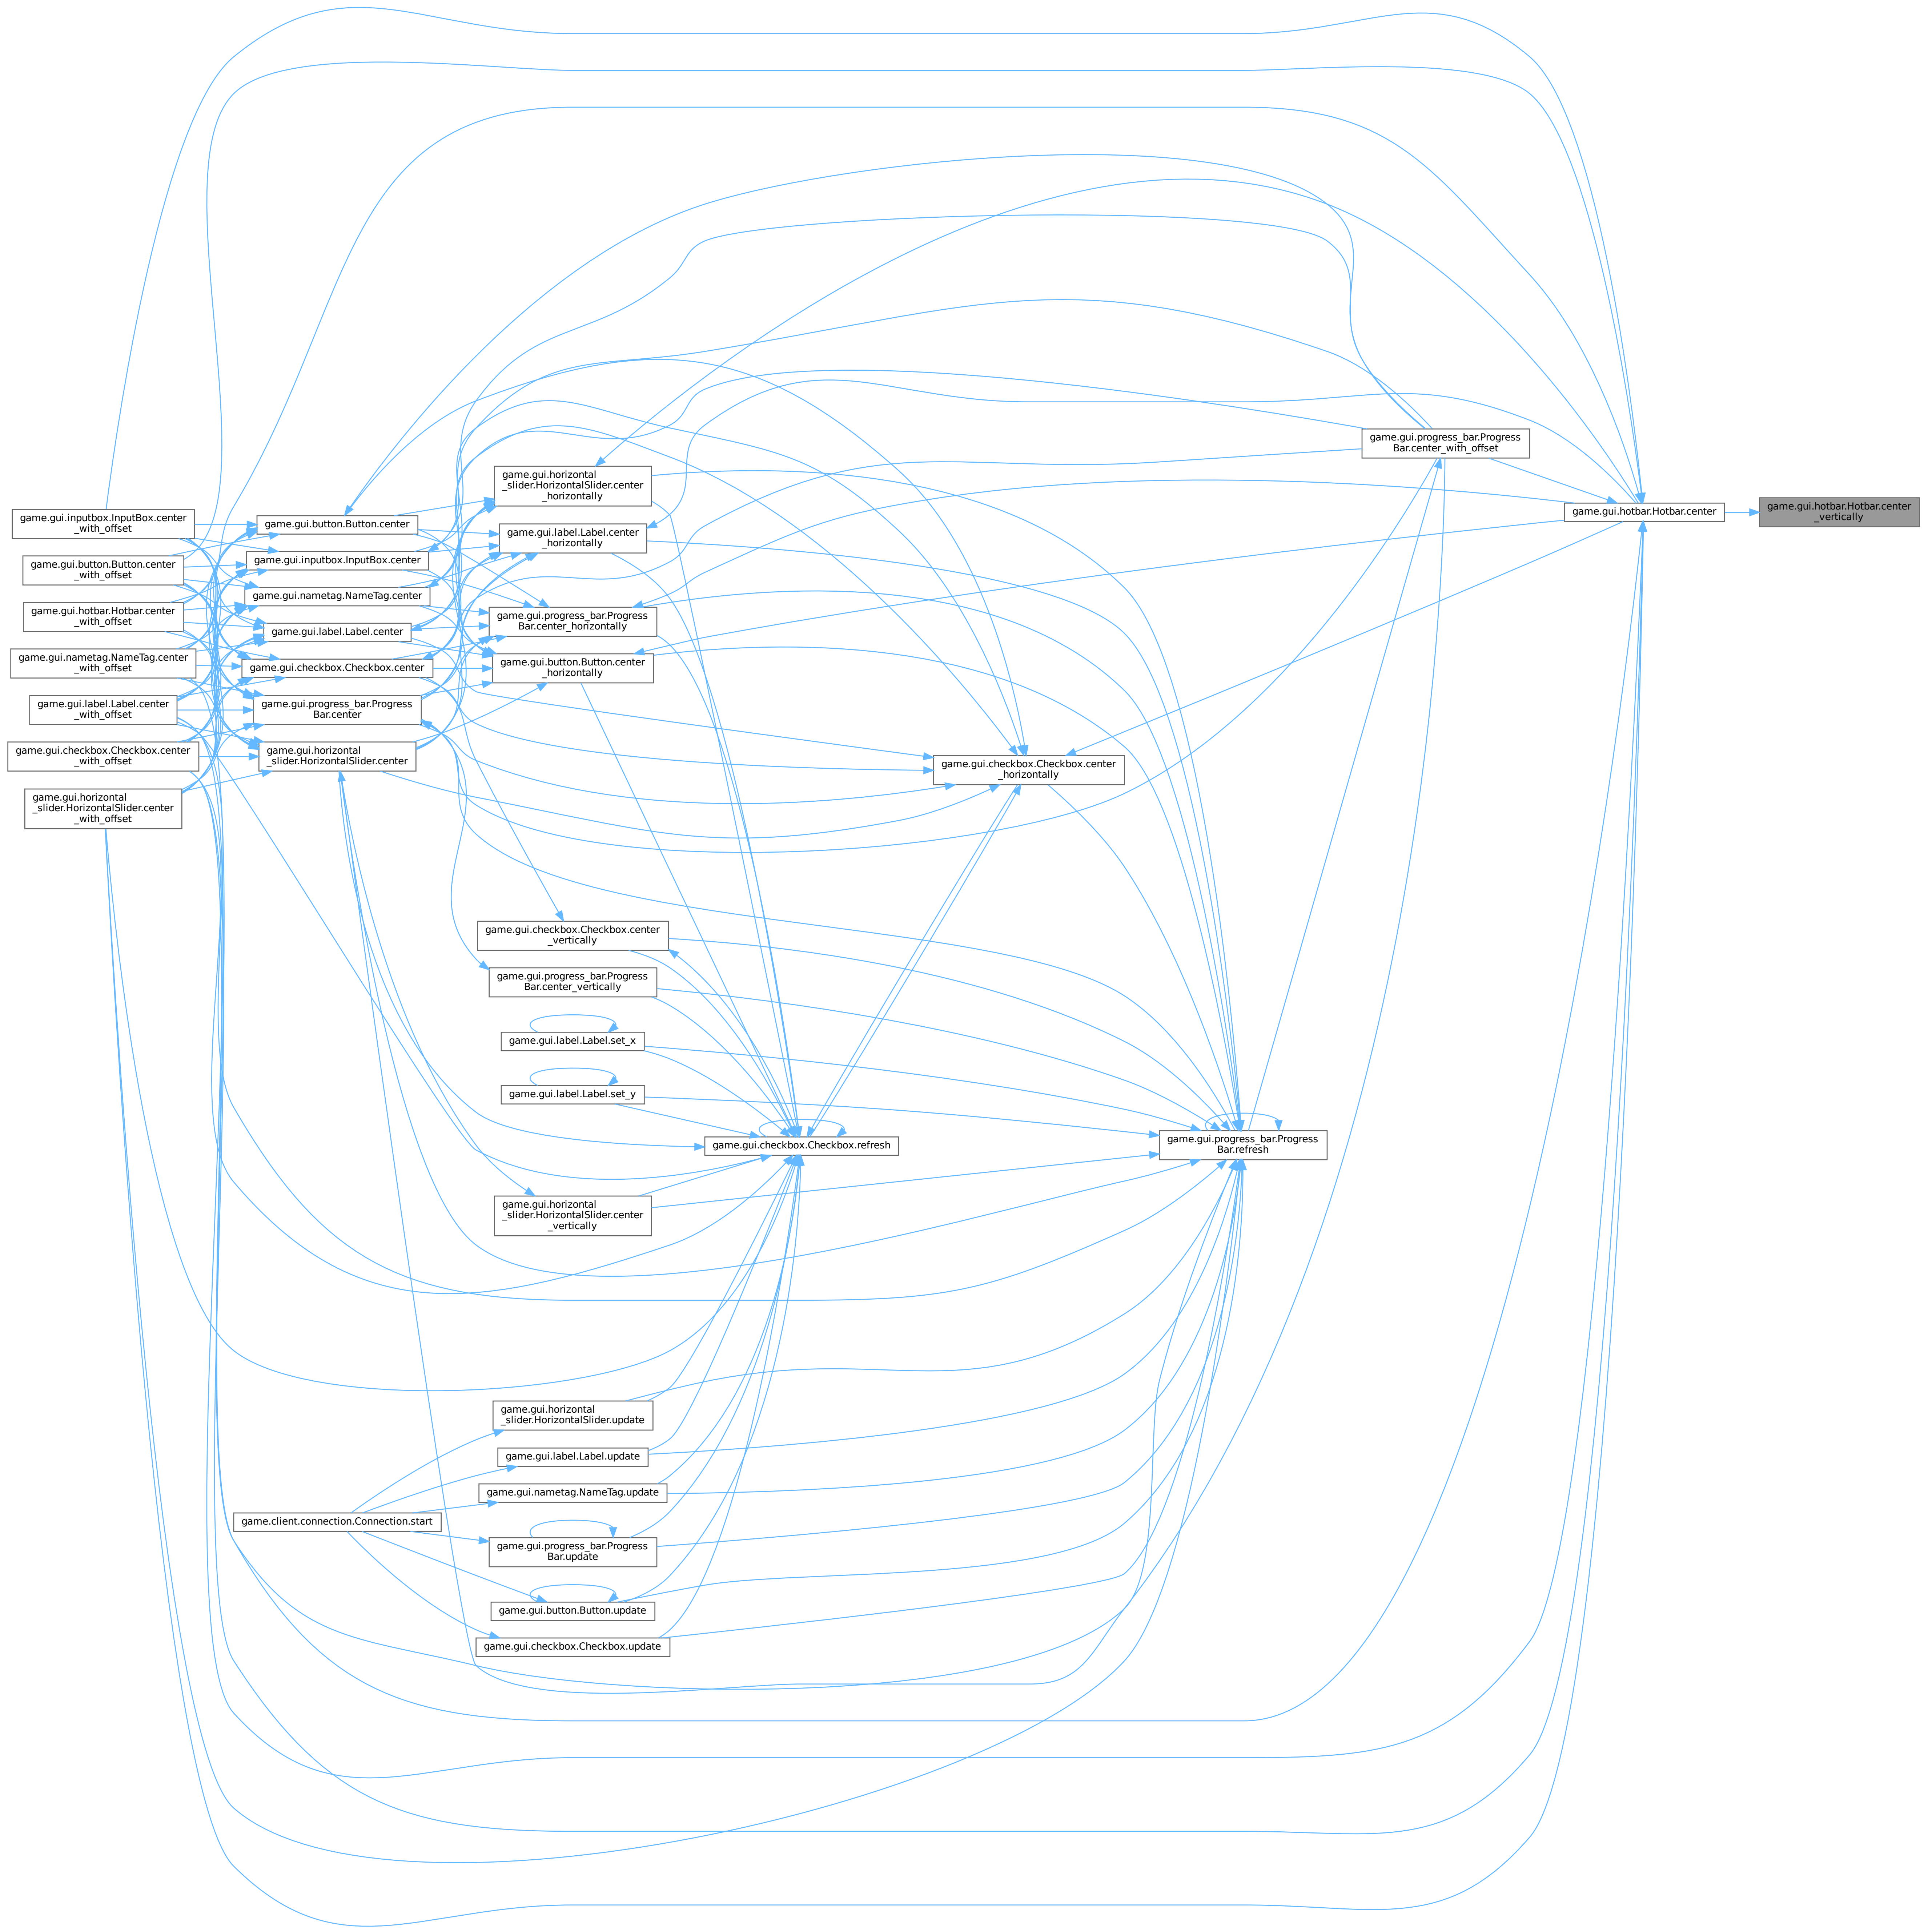 game.gui.inputbox.InputBox.center
_with_offset
game.gui.button.Button.center
_with_offset
game.gui.hotbar.Hotbar.center
_with_offset
game.gui.nametag.NameTag.center
_with_offset
game.gui.label.Label.center
_with_offset
game.gui.checkbox.Checkbox.center
_with_offset
game.gui.horizontal
_slider.HorizontalSlider.center
_with_offset
game.gui.button.Button.center
game.gui.inputbox.InputBox.center
game.gui.nametag.NameTag.center
game.gui.label.Label.center
game.gui.checkbox.Checkbox.center
game.gui.progress_bar.Progress
Bar.center
game.gui.horizontal
_slider.HorizontalSlider.center
game.client.connection.Connection.start
game.gui.horizontal
_slider.HorizontalSlider.center
_horizontally
game.gui.label.Label.center
_horizontally
game.gui.progress_bar.Progress
Bar.center_horizontally
game.gui.button.Button.center
_horizontally
game.gui.checkbox.Checkbox.center
_vertically
game.gui.progress_bar.Progress
Bar.center_vertically
game.gui.label.Label.set_x
game.gui.label.Label.set_y
game.gui.horizontal
_slider.HorizontalSlider.center
_vertically
game.gui.horizontal
_slider.HorizontalSlider.update
game.gui.label.Label.update
game.gui.nametag.NameTag.update
game.gui.progress_bar.Progress
Bar.update
game.gui.button.Button.update
game.gui.checkbox.Checkbox.update
game.gui.checkbox.Checkbox.refresh
game.gui.checkbox.Checkbox.center
_horizontally
game.gui.progress_bar.Progress
Bar.refresh
game.gui.progress_bar.Progress
Bar.center_with_offset
game.gui.hotbar.Hotbar.center
game.gui.hotbar.Hotbar.center
_vertically